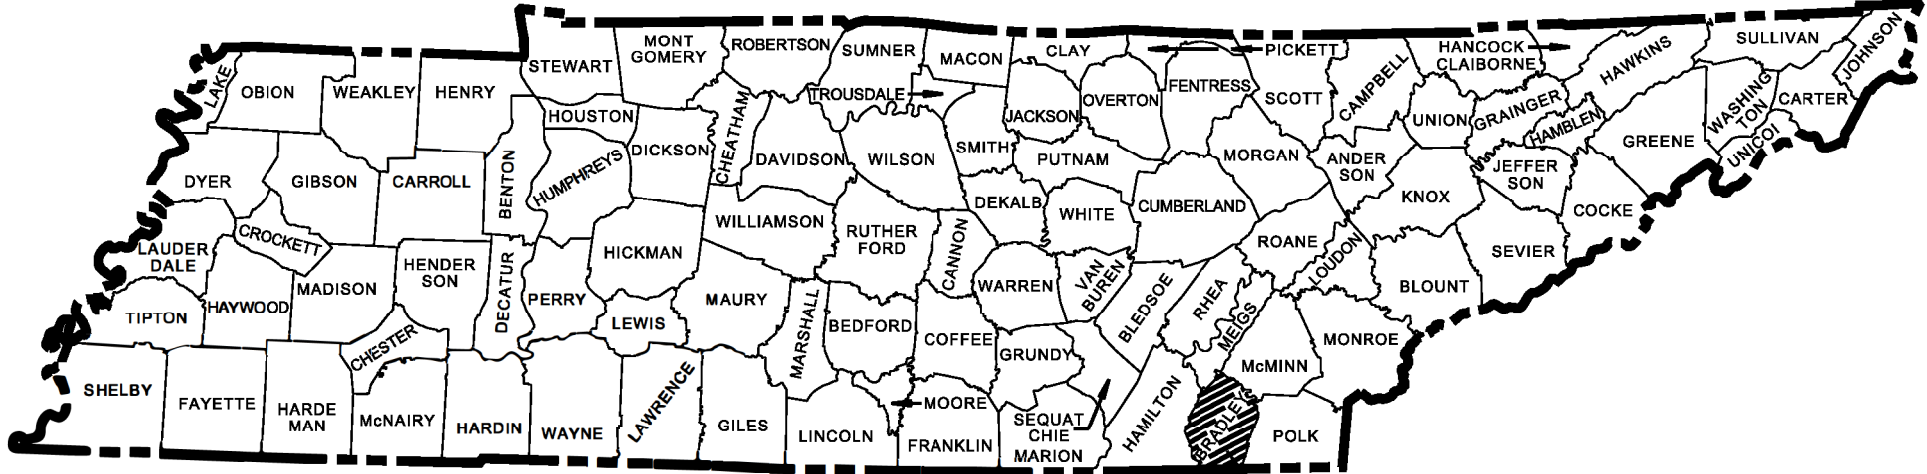 LAKE
OBION
WEAKLEY
HENRY
STEWART
MONT
GOMERY
ROBERTSON
SUMNER
MACON
CLAY
PICKETT
HANCOCK
CLAIBORNE
HAWKINS
SULLIVAN
JOHNSON
CARTER
WASHING
TON
UNICOI
GREENE
HAMBLEN
GRAINGER
UNION
CAMPBELL
SCOTT
FENTRESS
OVERTON
JACKSON
TROUSDALE
SMITH
WILSON
DAVIDSON
CHEATHAM
DICKSON
HOUSTON
HUMPHREYS
BENTON
CARROLL
GIBSON
DYER
LAUDER
DALE
CROCKETT
HAYWOOD
MADISON
HENDER
SON
DECATUR
PERRY
HICKMAN
WILLIAMSON
RUTHER
FORD
CANNON
DEKALB
PUTNAM
WHITE
CUMBERLAND
MORGAN
ANDER
SON
KNOX
JEFFER
SON
COCKE
SEVIER
BLOUNT
LOUDON
ROANE
RHEA
MEIGS
BLEDSOE
VAN
BUREN
WARREN
COFFEE
BEDFORD
MARSHALL
MAURY
LEWIS
CHESTER
TIPTON
SHELBY
FAYETTE
HARDE
MAN
McNAIRY
HARDIN
WAYNE
LAWRENCE
GILES
LINCOLN
MOORE
FRANKLIN
GRUNDY
SEQUAT
CHIE
MARION
HAMILTON
BRADLEY
McMINN
MONROE
POLK